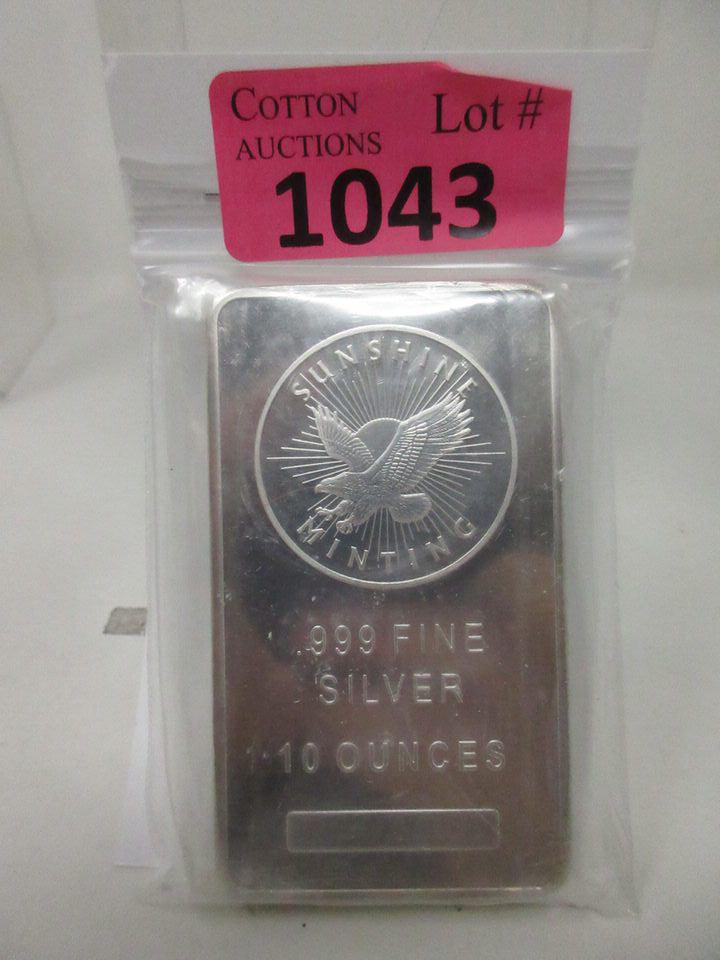 COTTON
AUCTIONS
Lot #
1043
SUNSHINE
MINTING
.999 FINE
SILVER
10 OUNCES